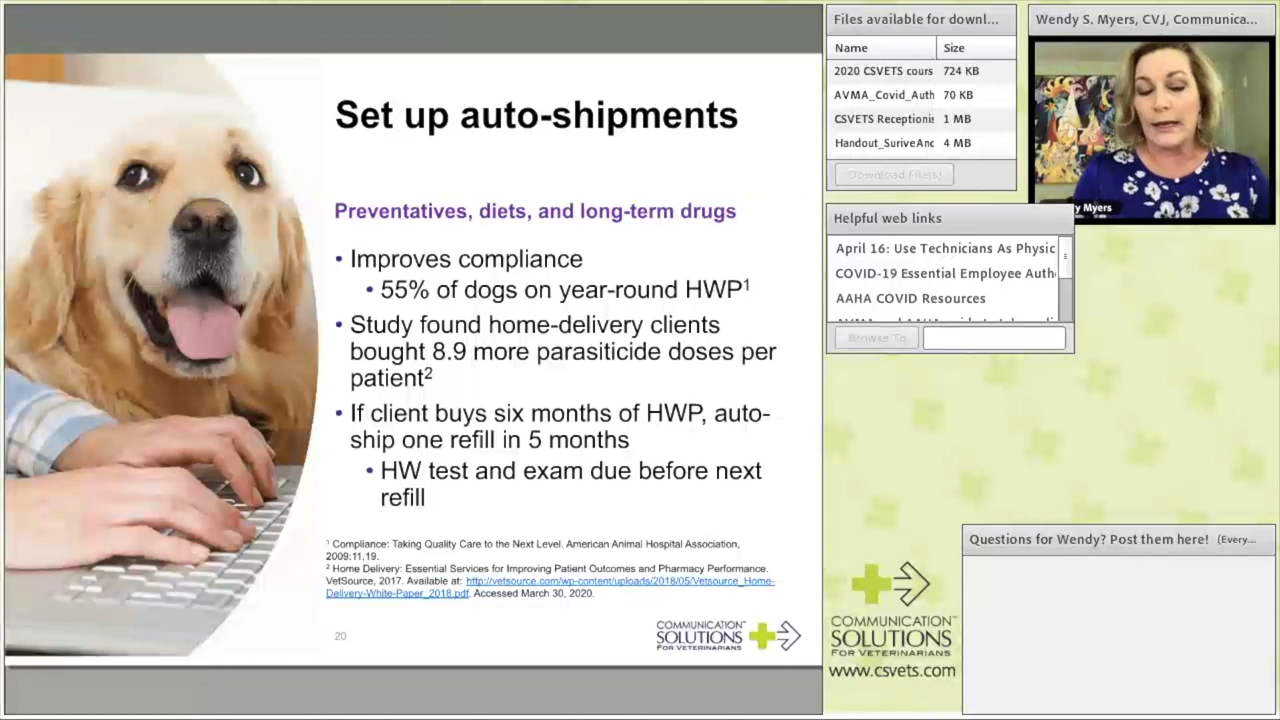 Set up auto-shipments
Preventatives, diets, and long-term drugs
• Improves compliance
• 55% of dogs on year-round HWP1
• Study found home-delivery clients
bought 8.9 more parasiticide doses per
patient2
• If client buys six months of HWP, auto-
ship one refill in 5 months
• HW test and exam due before next
refill
1 Compliance: Taking Quality Care to the Next Level. American Animal Hospital Association,
2009:11,19.
2 Home Delivery: Essential Services for Improving Patient Outcomes and Pharmacy Performance.
VetSource, 2017. Available at: http://vetsource.com/wp-content/uploads/2018/05/Vetsource_Home-
Delivery-White-Paper_2018.pdf. Accessed March 30, 2020.
20
COMMUNICATION™
SOLUTIONS
FOR VETERINARIANS
Files available for downl...
Name Size
2020 CSVETS cours 724 KB
AVMA_Covid_Auth 70 KB
CSVETS Receptionis 1 MB
Handout_SuriveAnc 4 MB
Download File(s)
Wendy S. Myers, CVJ, Communica...
y Myers
Helpful web links
April 16: Use Technicians As Physic
COVID-19 Essential Employee Auth
AAHA COVID Resources
Browse To
Questions for Wendy? Post them here! (Every...
COMMUNICATION™
SOLUTIONS
FOR VETERINARIANS
www.csvets.com